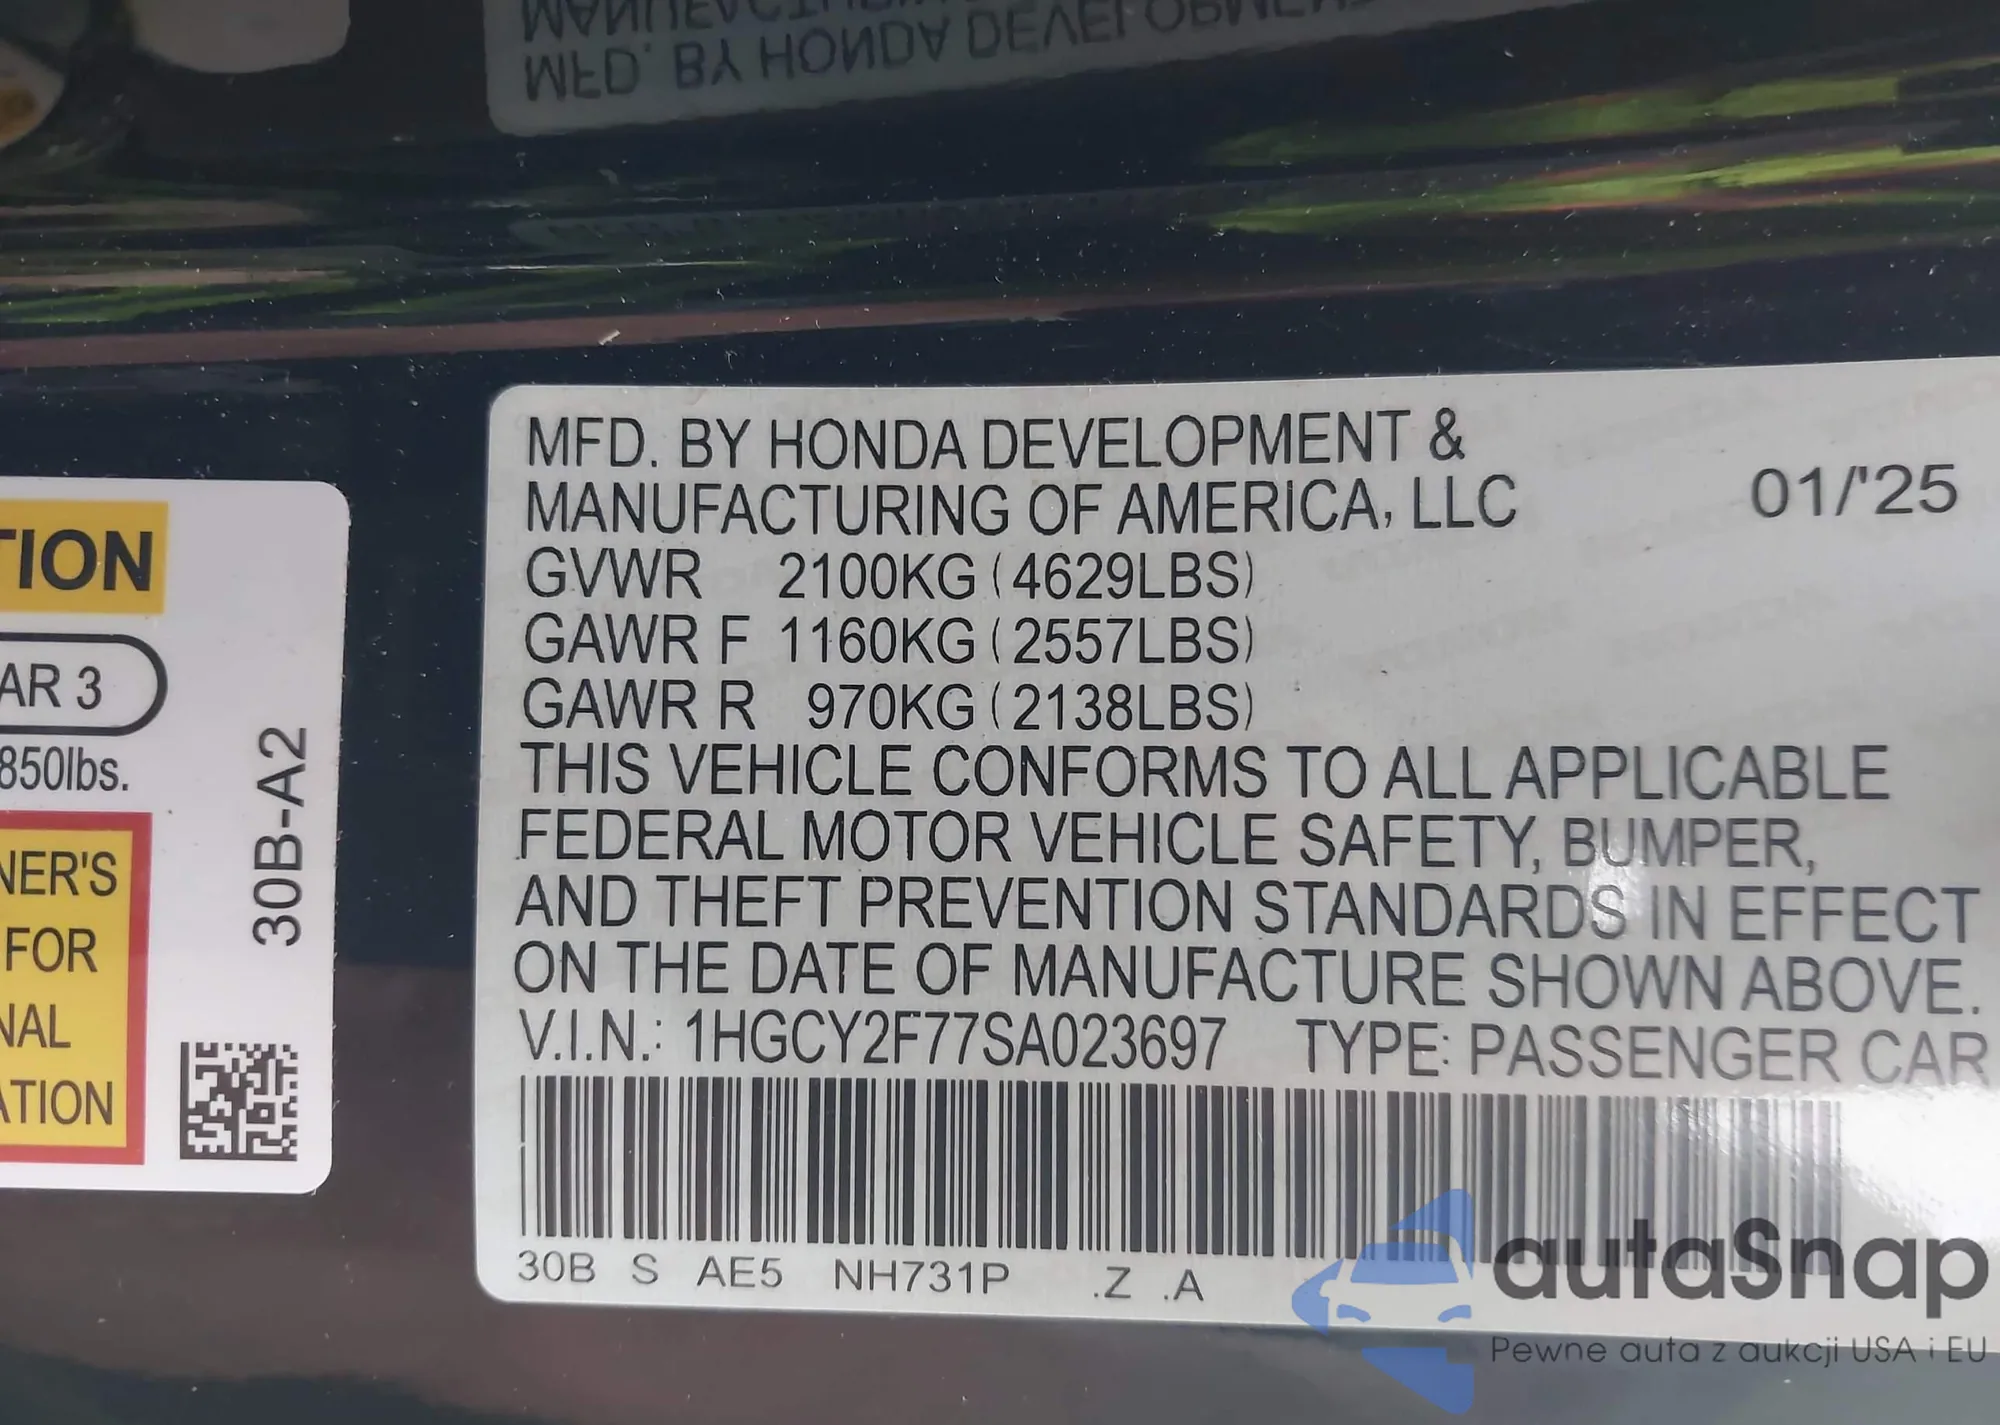 MANUFACTURING
MFD. BY HONDA DEVELOPMENT
TION
AR 3
850lbs.
NER'S
FOR
NAL
ATION
30B-A2
MFD. BY HONDA DEVELOPMENT &
MANUFACTURING OF AMERICA, LLC
01/'25
GVWR 2100KG (4629LBS)
GAWR F 1160KG (2557LBS)
GAWR R 970KG (2138LBS)
THIS VEHICLE CONFORMS TO ALL APPLICABLE
FEDERAL MOTOR VEHICLE SAFETY, BUMPER,
AND THEFT PREVENTION STANDARDS IN EFFECT
ON THE DATE OF MANUFACTURE SHOWN ABOVE.
V.I.N.: 1HGCY2F77SA023697 TYPE: PASSENGER CAR
30B S AE5 NH731P .Z .A
autaSnap
Pewne auta z aukcji USA i EU